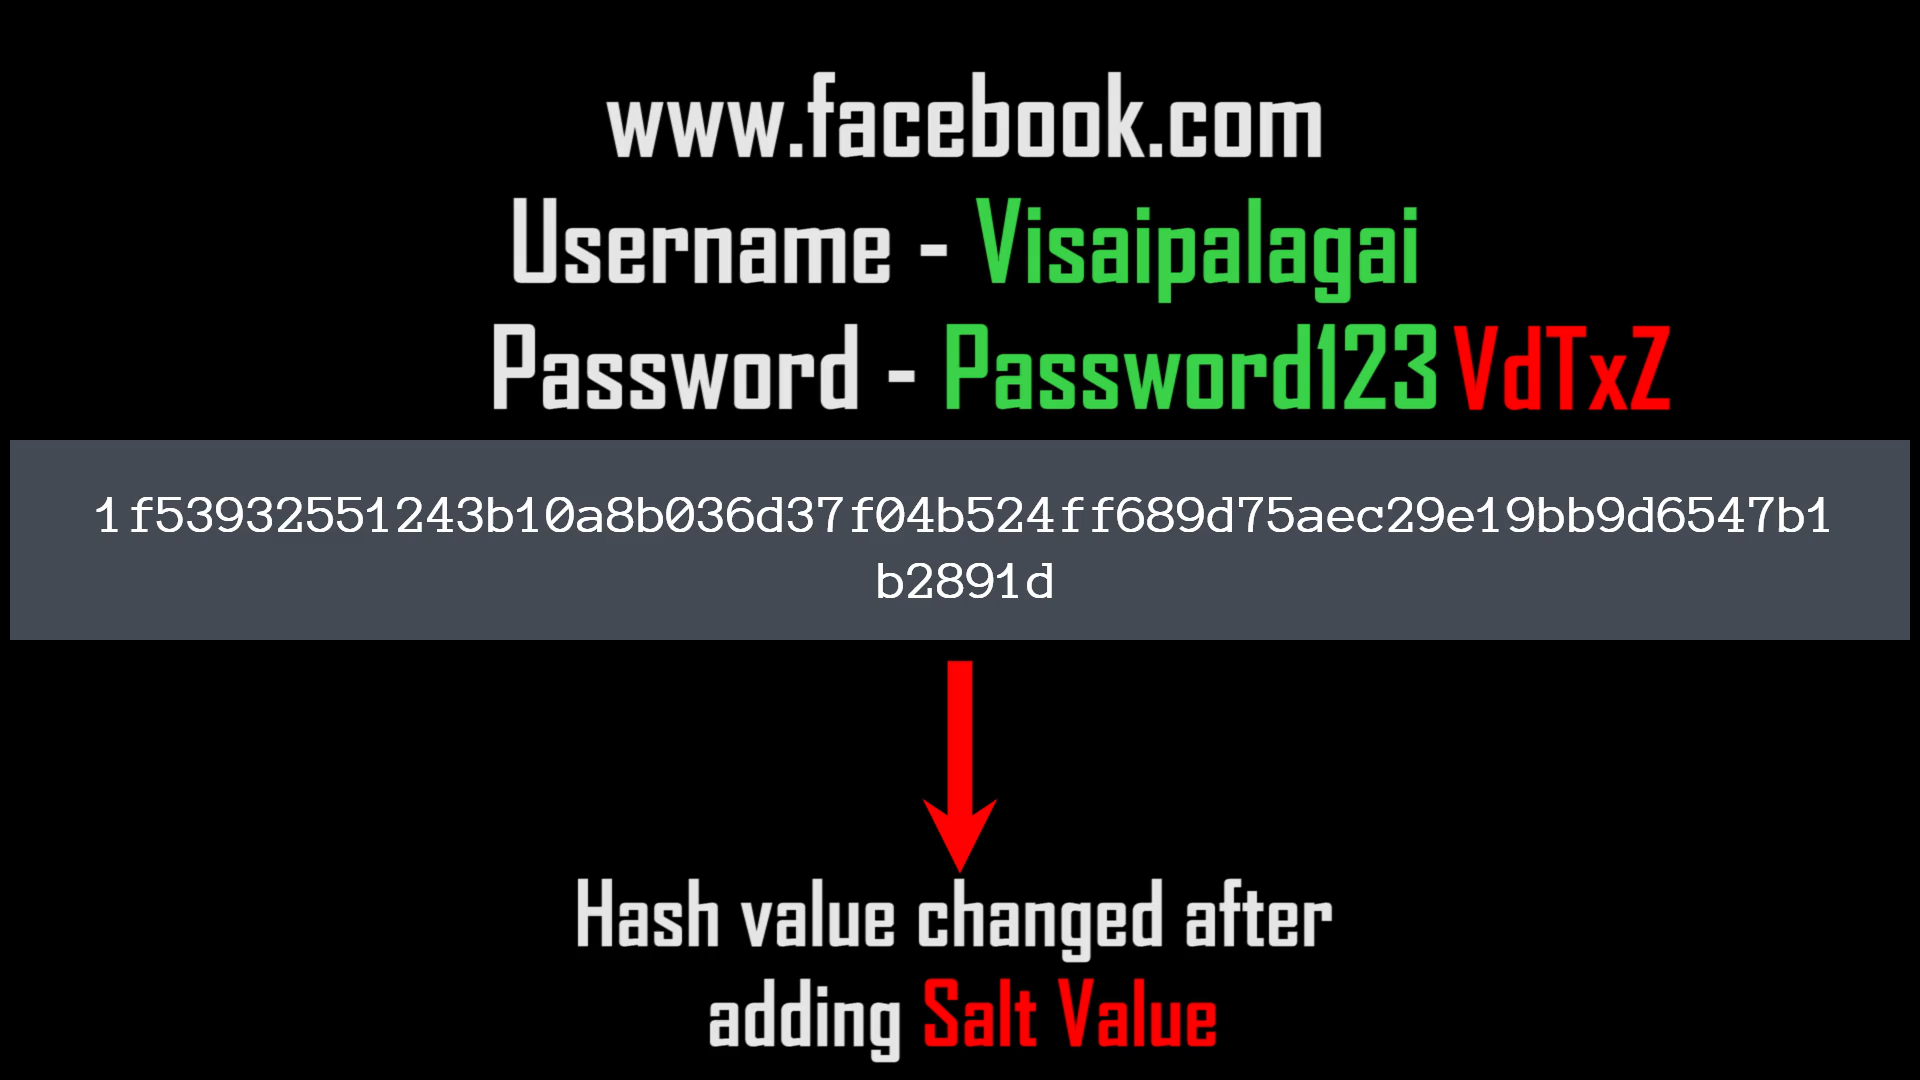 www.facebook.com
Username - Visaipalagai
Password - Password123 VdTxZ
1f53932551243b10a8b036d37f04b524ff689d75aec29e19bb9d6547b1
b2891d
Hash value changed after
adding Salt Value